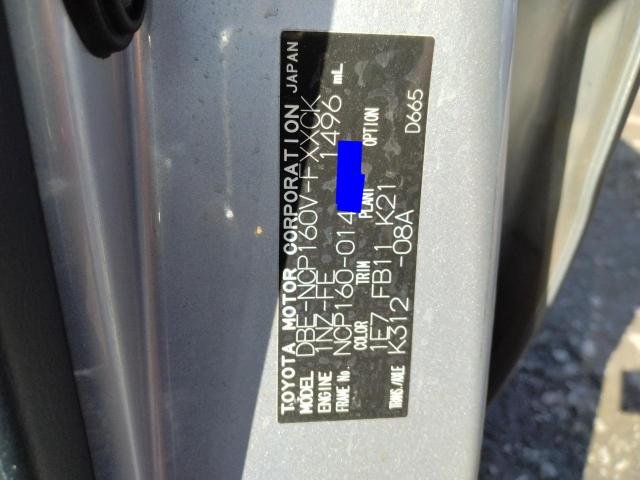 TOYOTA MOTOR CORPORATION JAPAN
MODEL DBE-NCP160V-FXXCK
ENGINE 1NZ-FE 1496 mL
FRAME No. NCP160-014
COLOR TRIM PLANT OPTION
1E7 FB11 K21
TRANS./AXLE K312 -08A D665